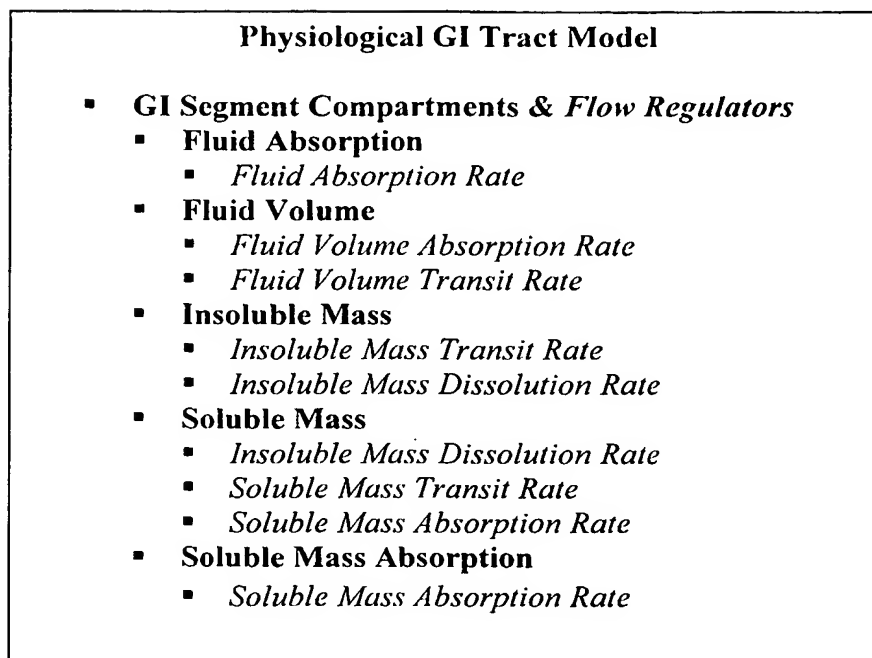 Physiological GI Tract Model
▪ GI Segment Compartments & Flow Regulators
▪ Fluid Absorption
▪ Fluid Absorption Rate
▪ Fluid Volume
▪ Fluid Volume Absorption Rate
▪ Fluid Volume Transit Rate
▪ Insoluble Mass
▪ Insoluble Mass Transit Rate
▪ Insoluble Mass Dissolution Rate
▪ Soluble Mass
▪ Insoluble Mass Dissolution Rate
▪ Soluble Mass Transit Rate
▪ Soluble Mass Absorption Rate
▪ Soluble Mass Absorption
▪ Soluble Mass Absorption Rate